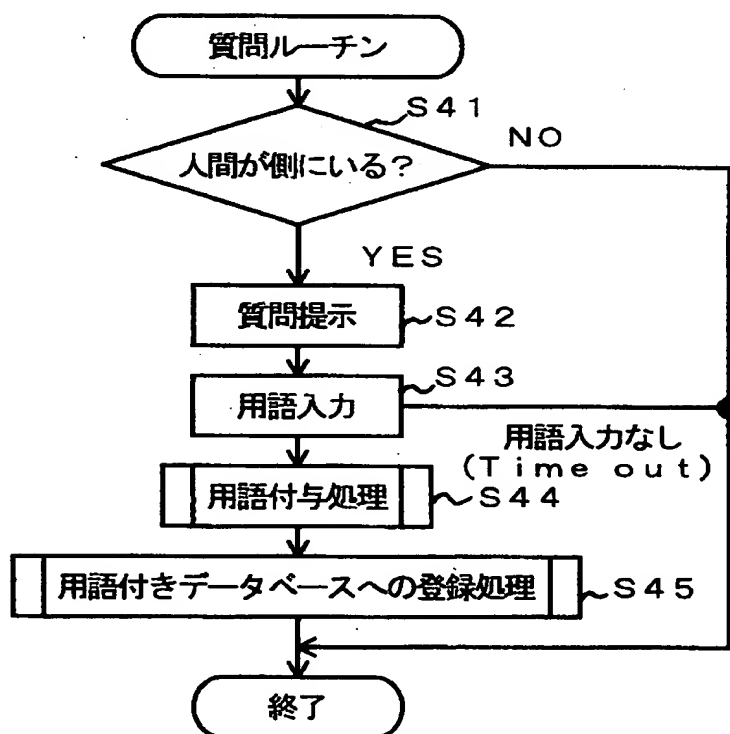 質問ルーチン
S41
人間が側にいる?
NO
YES
質問提示
S42
S43
用語入力
用語入力なし
(Time out)
用語付与処理
S44
用語付きデータベースへの登録処理
S45
終了